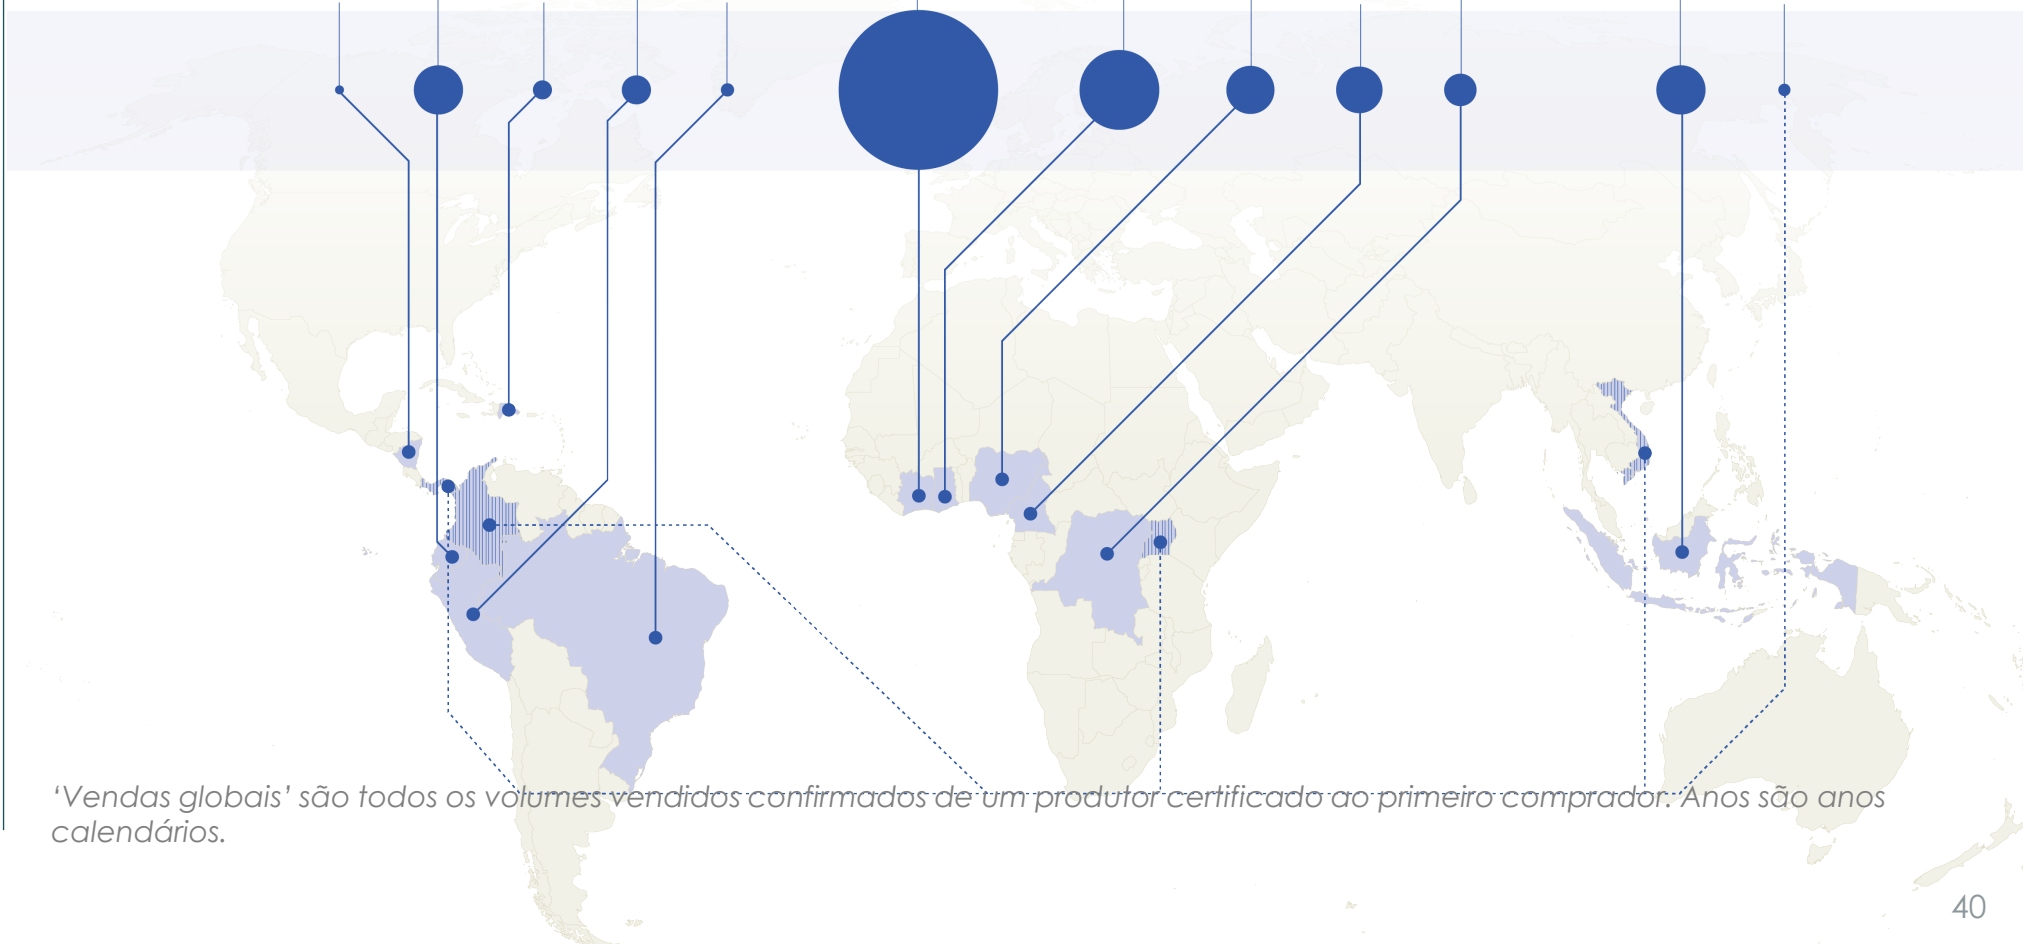 ‘Vendas globais’ são todos os volumes vendidos confirmados de um produtor certificado ao primeiro comprador. Anos são anos
calendários.
40